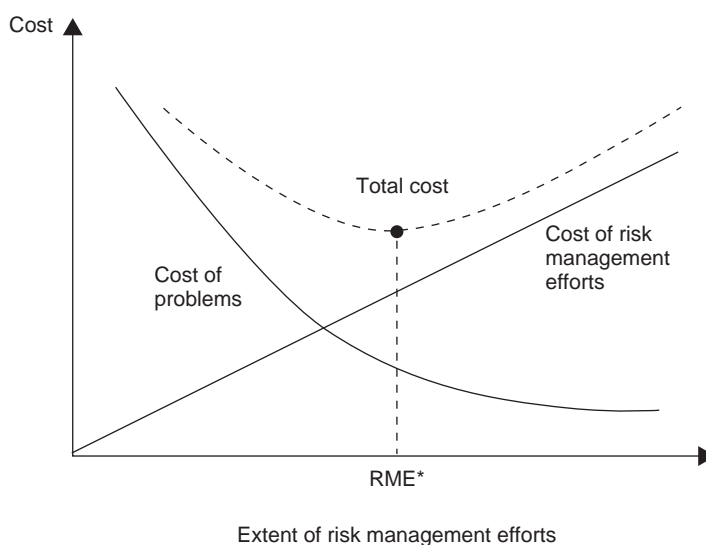 Cost
Total cost
Cost of risk
management
efforts
Cost of
problems
RME*
Extent of risk management efforts